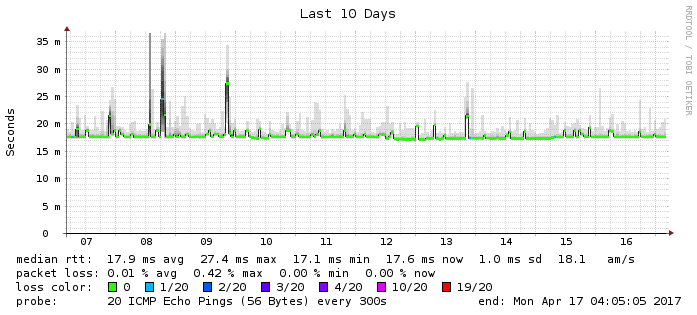 Last 10 Days
RRDTOOL / TOBI OETIKER
Seconds
35 m
30 m
25 m
20 m
15 m
10 m
5 m
0
07 08 09 10 11 12 13 14 15 16
median rtt: 17.9 ms avg 27.4 ms max 17.1 ms min 17.6 ms now 1.0 ms sd 18.1 am/s
packet loss: 0.01 % avg 0.42 % max 0.00 % min 0.00 % now
loss color: 0 1/20 2/20 3/20 4/20 10/20 19/20
probe: 20 ICMP Echo Pings (56 Bytes) every 300s end: Mon Apr 17 04:05:05 2017